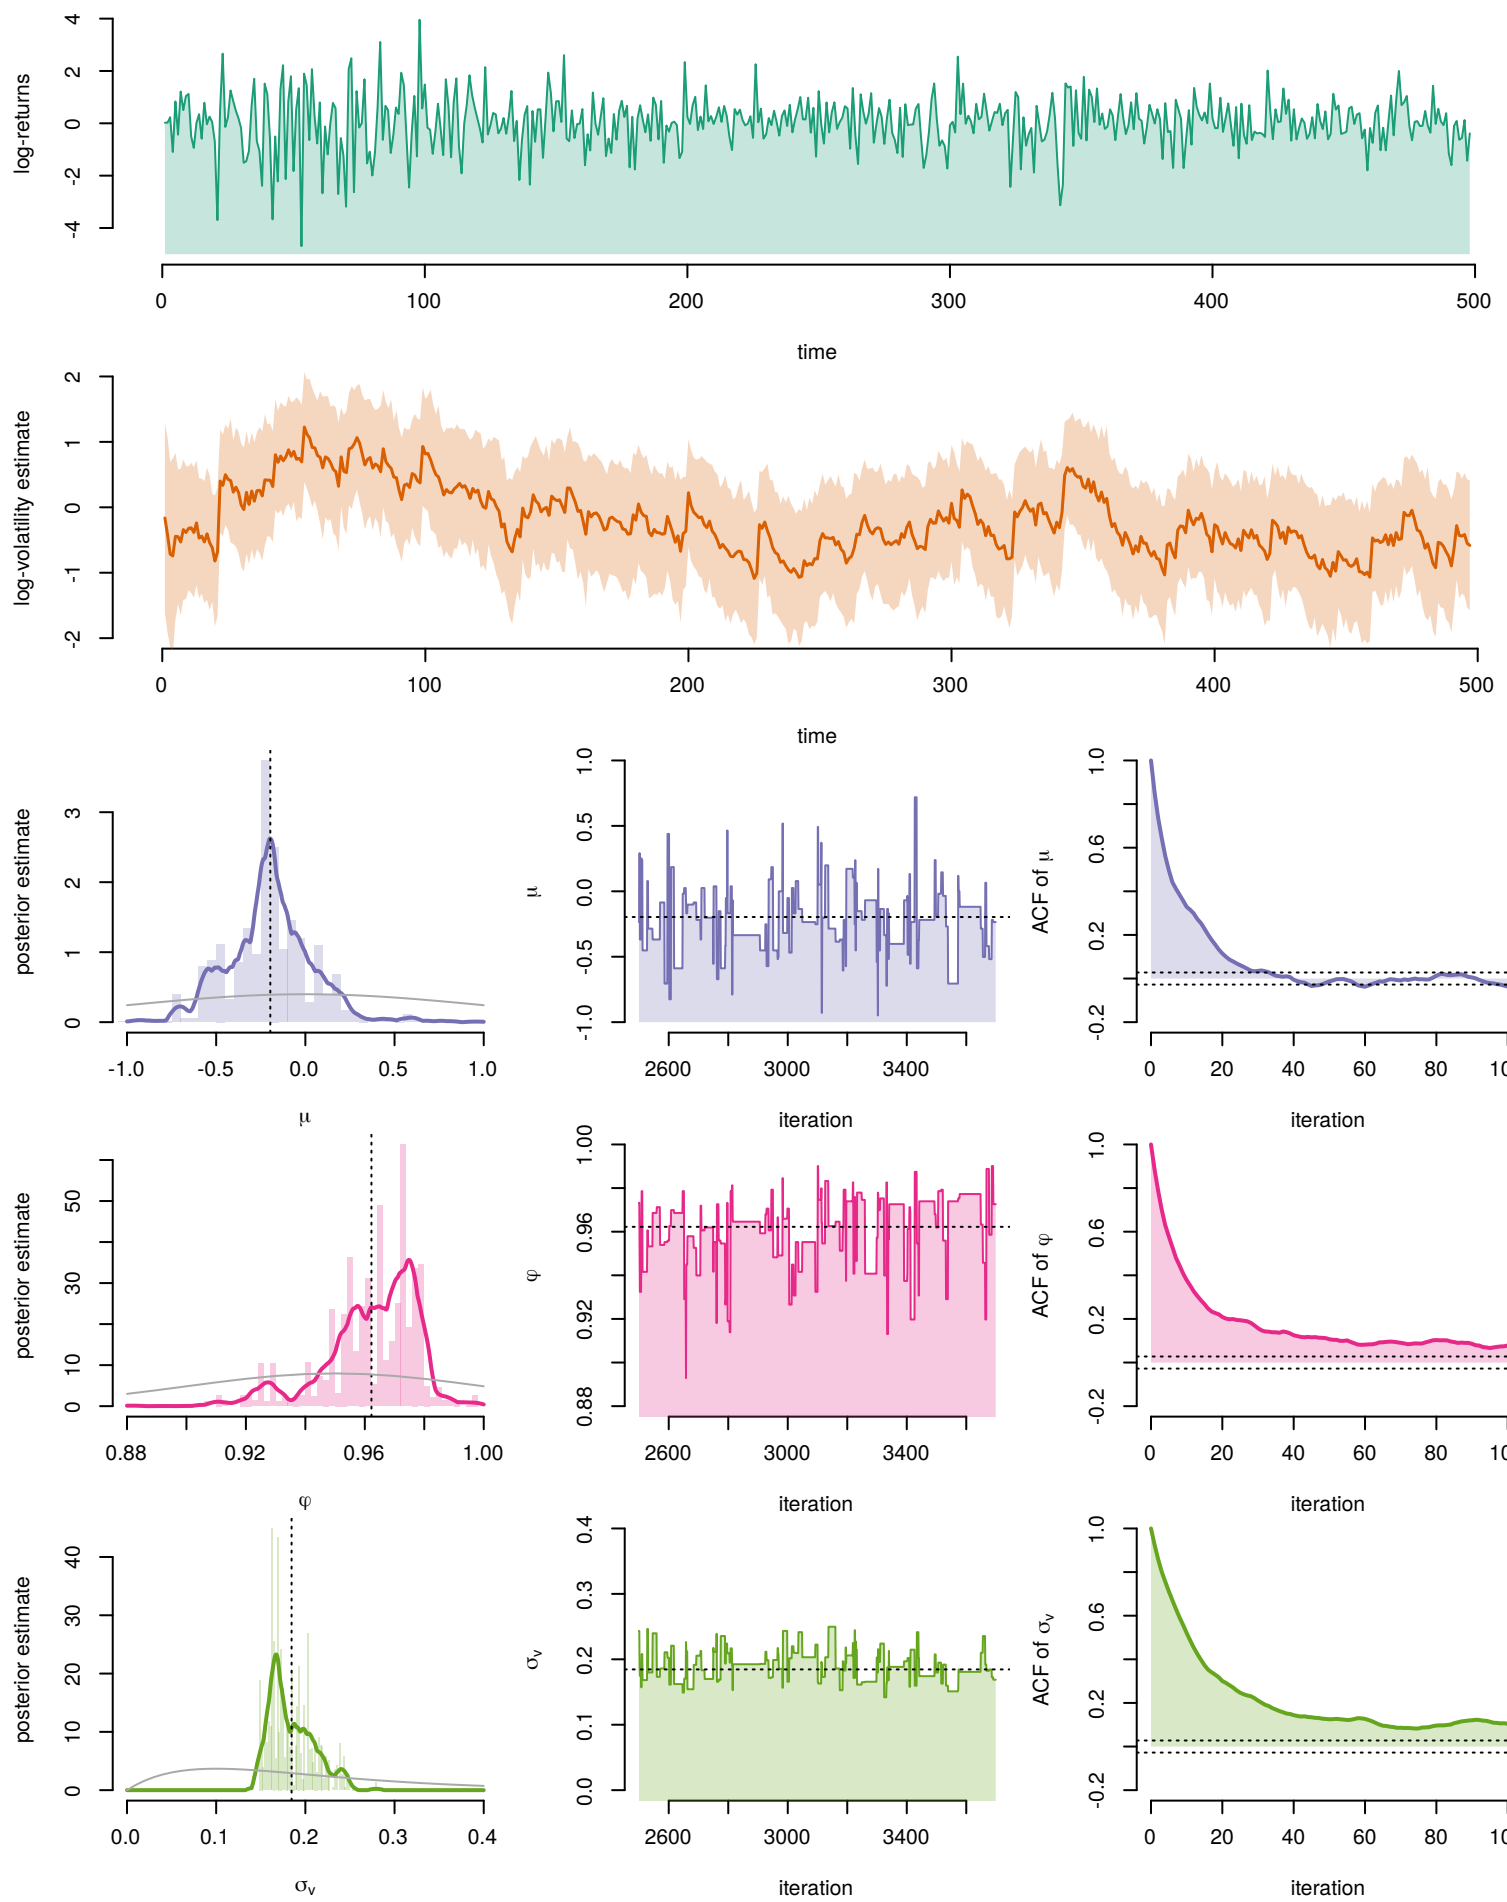 log-returns
4
2
0
-2
-4
0 100 200 300 400 500
time
log-volatility estimate
2
1
0
-1
-2
0 100 200 300 400 500
time
posterior estimate
3
2
1
0
-1.0 -0.5 0.0 0.5 1.0
μ
μ
1.0
0.5
0.0
-0.5
-1.0
2600 3000 3400
iteration
ACF of μ
1.0
0.6
0.2
-0.2
0 20 40 60 80 10
iteration
posterior estimate
50
30
10
0
0.88 0.92 0.96 1.00
φ
φ
1.00
0.96
0.92
0.88
2600 3000 3400
iteration
ACF of φ
1.0
0.6
0.2
-0.2
0 20 40 60 80 10
iteration
posterior estimate
40
30
20
10
0
0.0 0.1 0.2 0.3 0.4
σv
σv
0.4
0.3
0.2
0.1
0.0
2600 3000 3400
iteration
ACF of σv
1.0
0.6
0.2
-0.2
0 20 40 60 80 10
iteration